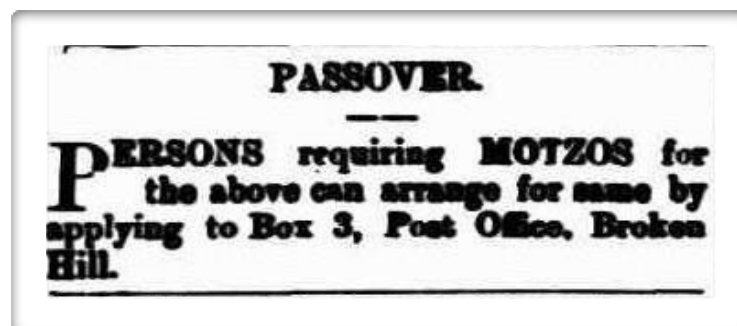 PASSOVER.
PERSONS requiring MOTZOS for
the above can arrange for same by
applying to Box 3, Post Office, Broken
Hill.